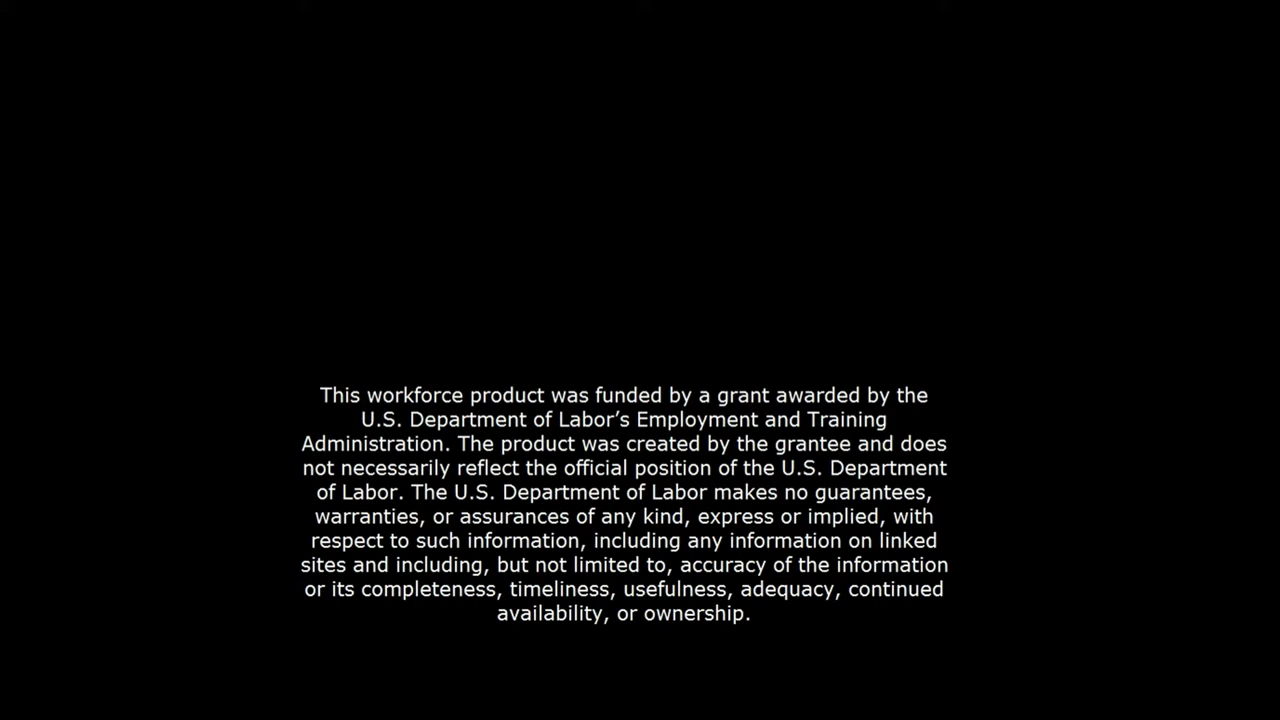 This workforce product was funded by a grant awarded by the
U.S. Department of Labor’s Employment and Training
Administration. The product was created by the grantee and does
not necessarily reflect the official position of the U.S. Department
of Labor. The U.S. Department of Labor makes no guarantees,
warranties, or assurances of any kind, express or implied, with
respect to such information, including any information on linked
sites and including, but not limited to, accuracy of the information
or its completeness, timeliness, usefulness, adequacy, continued
availability, or ownership.